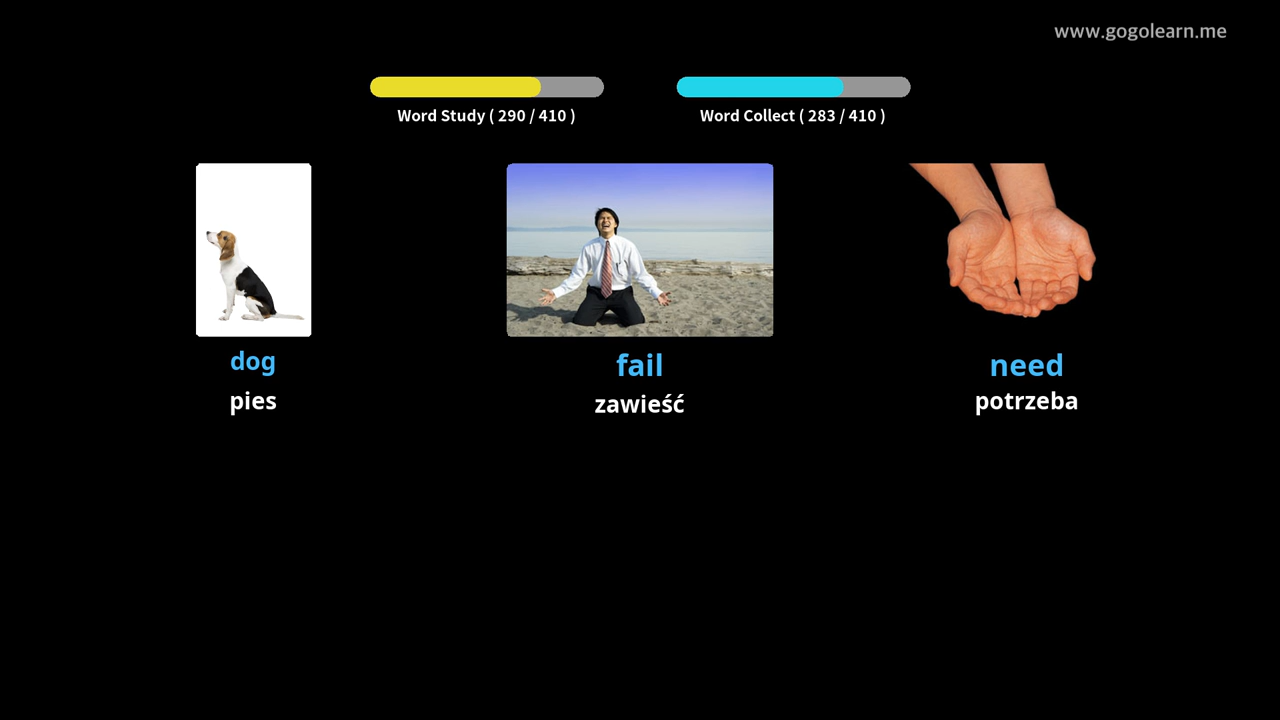 www.gogolearn.me
Word Study ( 290 / 410 )
Word Collect ( 283 / 410 )
dog
pies
fail
zawieść
need
potrzeba